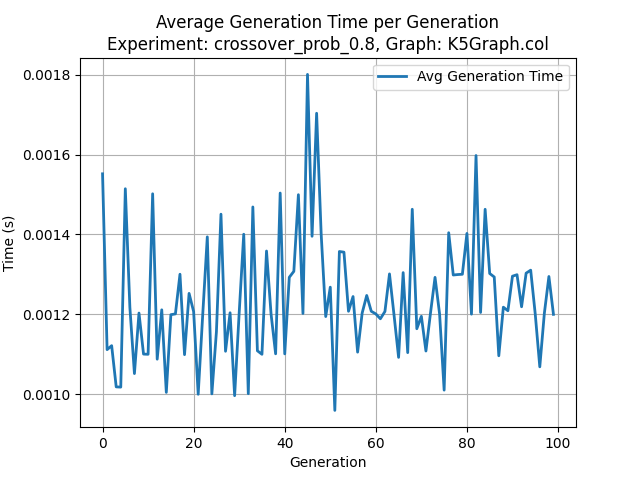 Average Generation Time per Generation
Experiment: crossover_prob_0.8, Graph: K5Graph.col
Avg Generation Time
Time (s)
0.0018
0.0016
0.0014
0.0012
0.0010
0 20 40 60 80 100
Generation